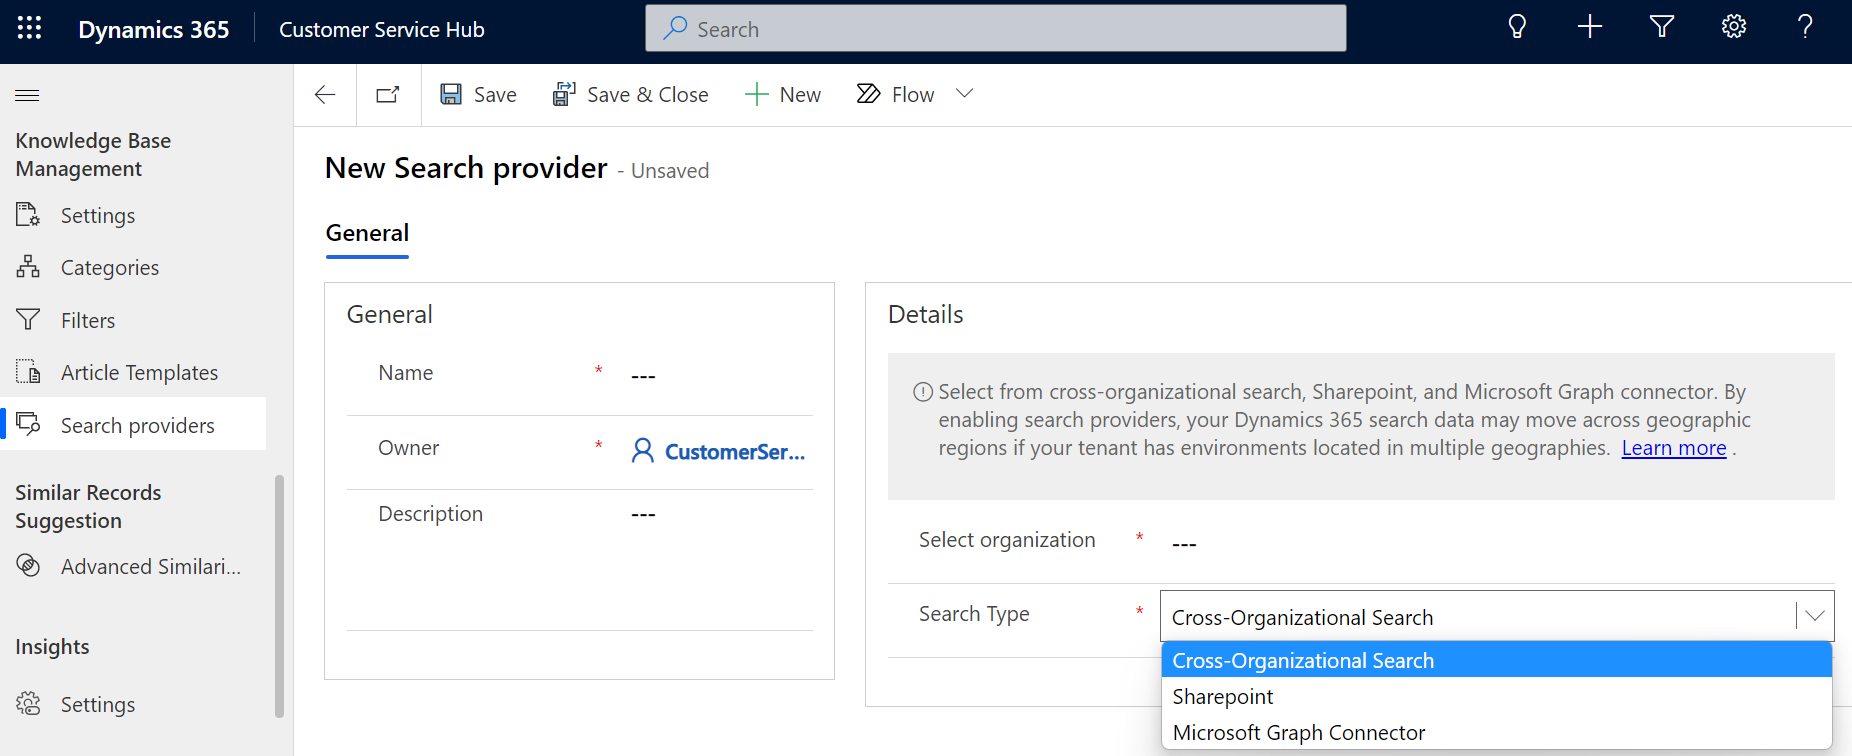 Dynamics 365
Customer Service Hub
Search
Save
Save & Close
New
Flow
Knowledge Base
Management
Settings
Categories
Filters
Article Templates
Search providers
Similar Records
Suggestion
Advanced Similari...
Insights
Settings
New Search provider - Unsaved
General
General
Name * ---
Owner * CustomerSer...
Description ---
Details
Select from cross-organizational search, Sharepoint, and Microsoft Graph connector. By
enabling search providers, your Dynamics 365 search data may move across geographic
regions if your tenant has environments located in multiple geographies. Learn more .
Select organization * ---
Search Type * Cross-Organizational Search
Cross-Organizational Search
Sharepoint
Microsoft Graph Connector